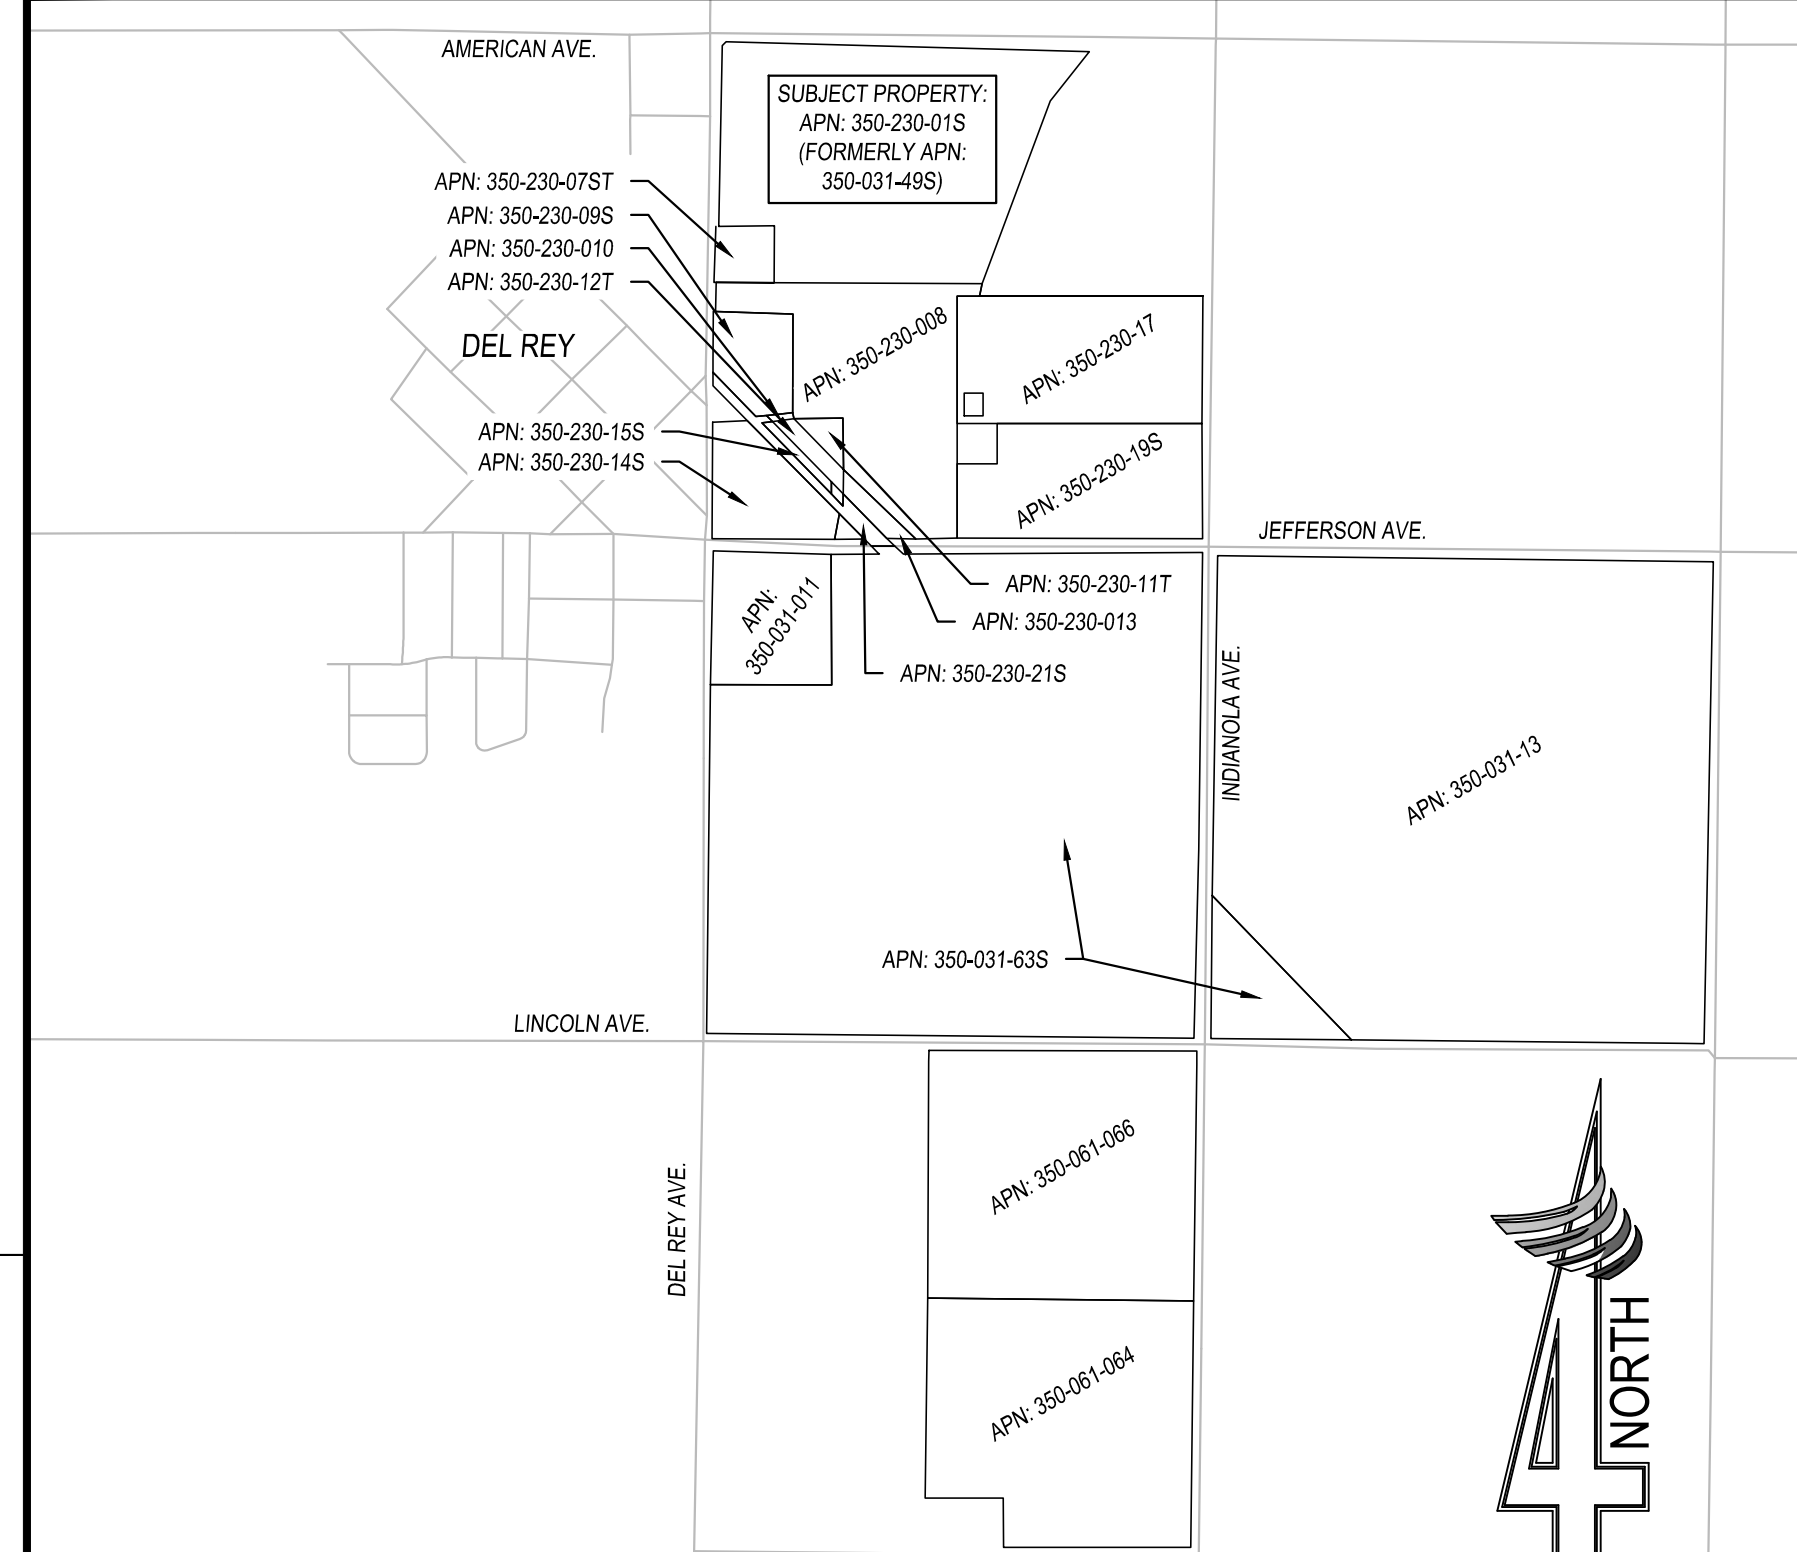 AMERICAN AVE.
SUBJECT PROPERTY:
APN: 350-230-01S
(FORMERLY APN:
350-031-49S)
APN: 350-230-07ST
APN: 350-230-09S
APN: 350-230-010
APN: 350-230-12T
DEL REY
APN: 350-230-008
APN: 350-230-17
APN: 350-230-15S
APN: 350-230-14S
APN: 350-230-19S
JEFFERSON AVE.
APN:
350-031-011
APN: 350-230-11T
APN: 350-230-013
APN: 350-230-21S
INDIANOLA AVE.
APN: 350-031-13
APN: 350-031-63S
LINCOLN AVE.
APN: 350-061-066
DEL REY AVE.
APN: 350-061-064
NORTH